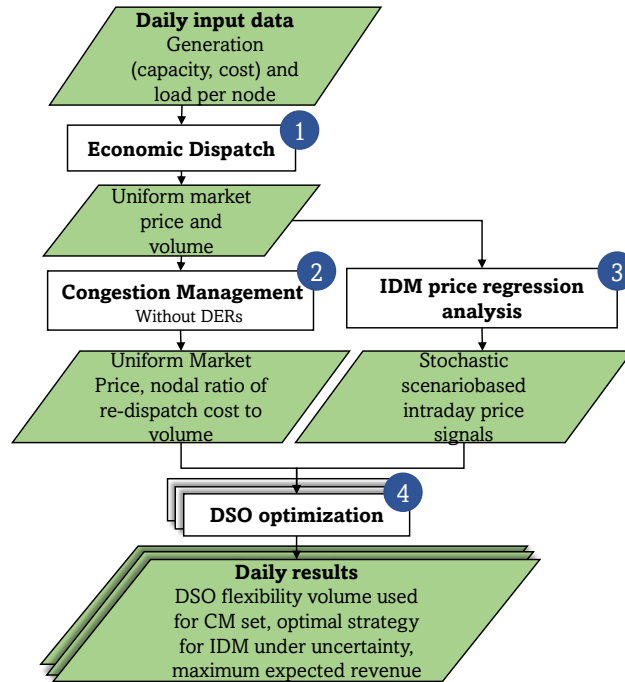 Daily input data
Generation
(capacity, cost) and
load per node
1
Economic Dispatch
Uniform market
price and
volume
2
Congestion Management
Without DERs
3
IDM price regression
analysis
Uniform Market
Price, nodal ratio of
re-dispatch cost to
volume
Stochastic
scenariobased
intraday price
signals
4
DSO optimization
Daily results
DSO flexibility volume used
for CM set, optimal strategy
for IDM under uncertainty,
maximum expected revenue